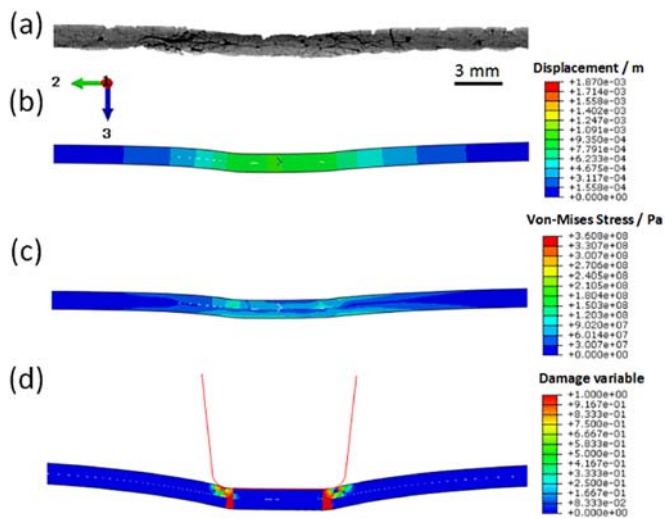 (a)
3 mm
2
1
3
(b)
Displacement / m
+1.870e-03
+1.714e-03
+1.558e-03
+1.402e-03
+1.247e-03
+1.091e-03
+9.350e-04
+7.791e-04
+6.233e-04
+4.675e-04
+3.117e-04
+1.558e-04
+0.000e+00
(c)
Von-Mises Stress / Pa
+3.608e+08
+3.307e+08
+3.007e+08
+2.706e+08
+2.405e+08
+2.105e+08
+1.804e+08
+1.503e+08
+1.203e+08
+9.020e+07
+6.014e+07
+3.007e+07
+0.000e+00
(d)
Damage variable
+1.000e+00
+9.167e-01
+8.333e-01
+7.500e-01
+6.667e-01
+5.833e-01
+5.000e-01
+4.167e-01
+3.333e-01
+2.500e-01
+1.667e-01
+8.333e-02
+0.000e+00